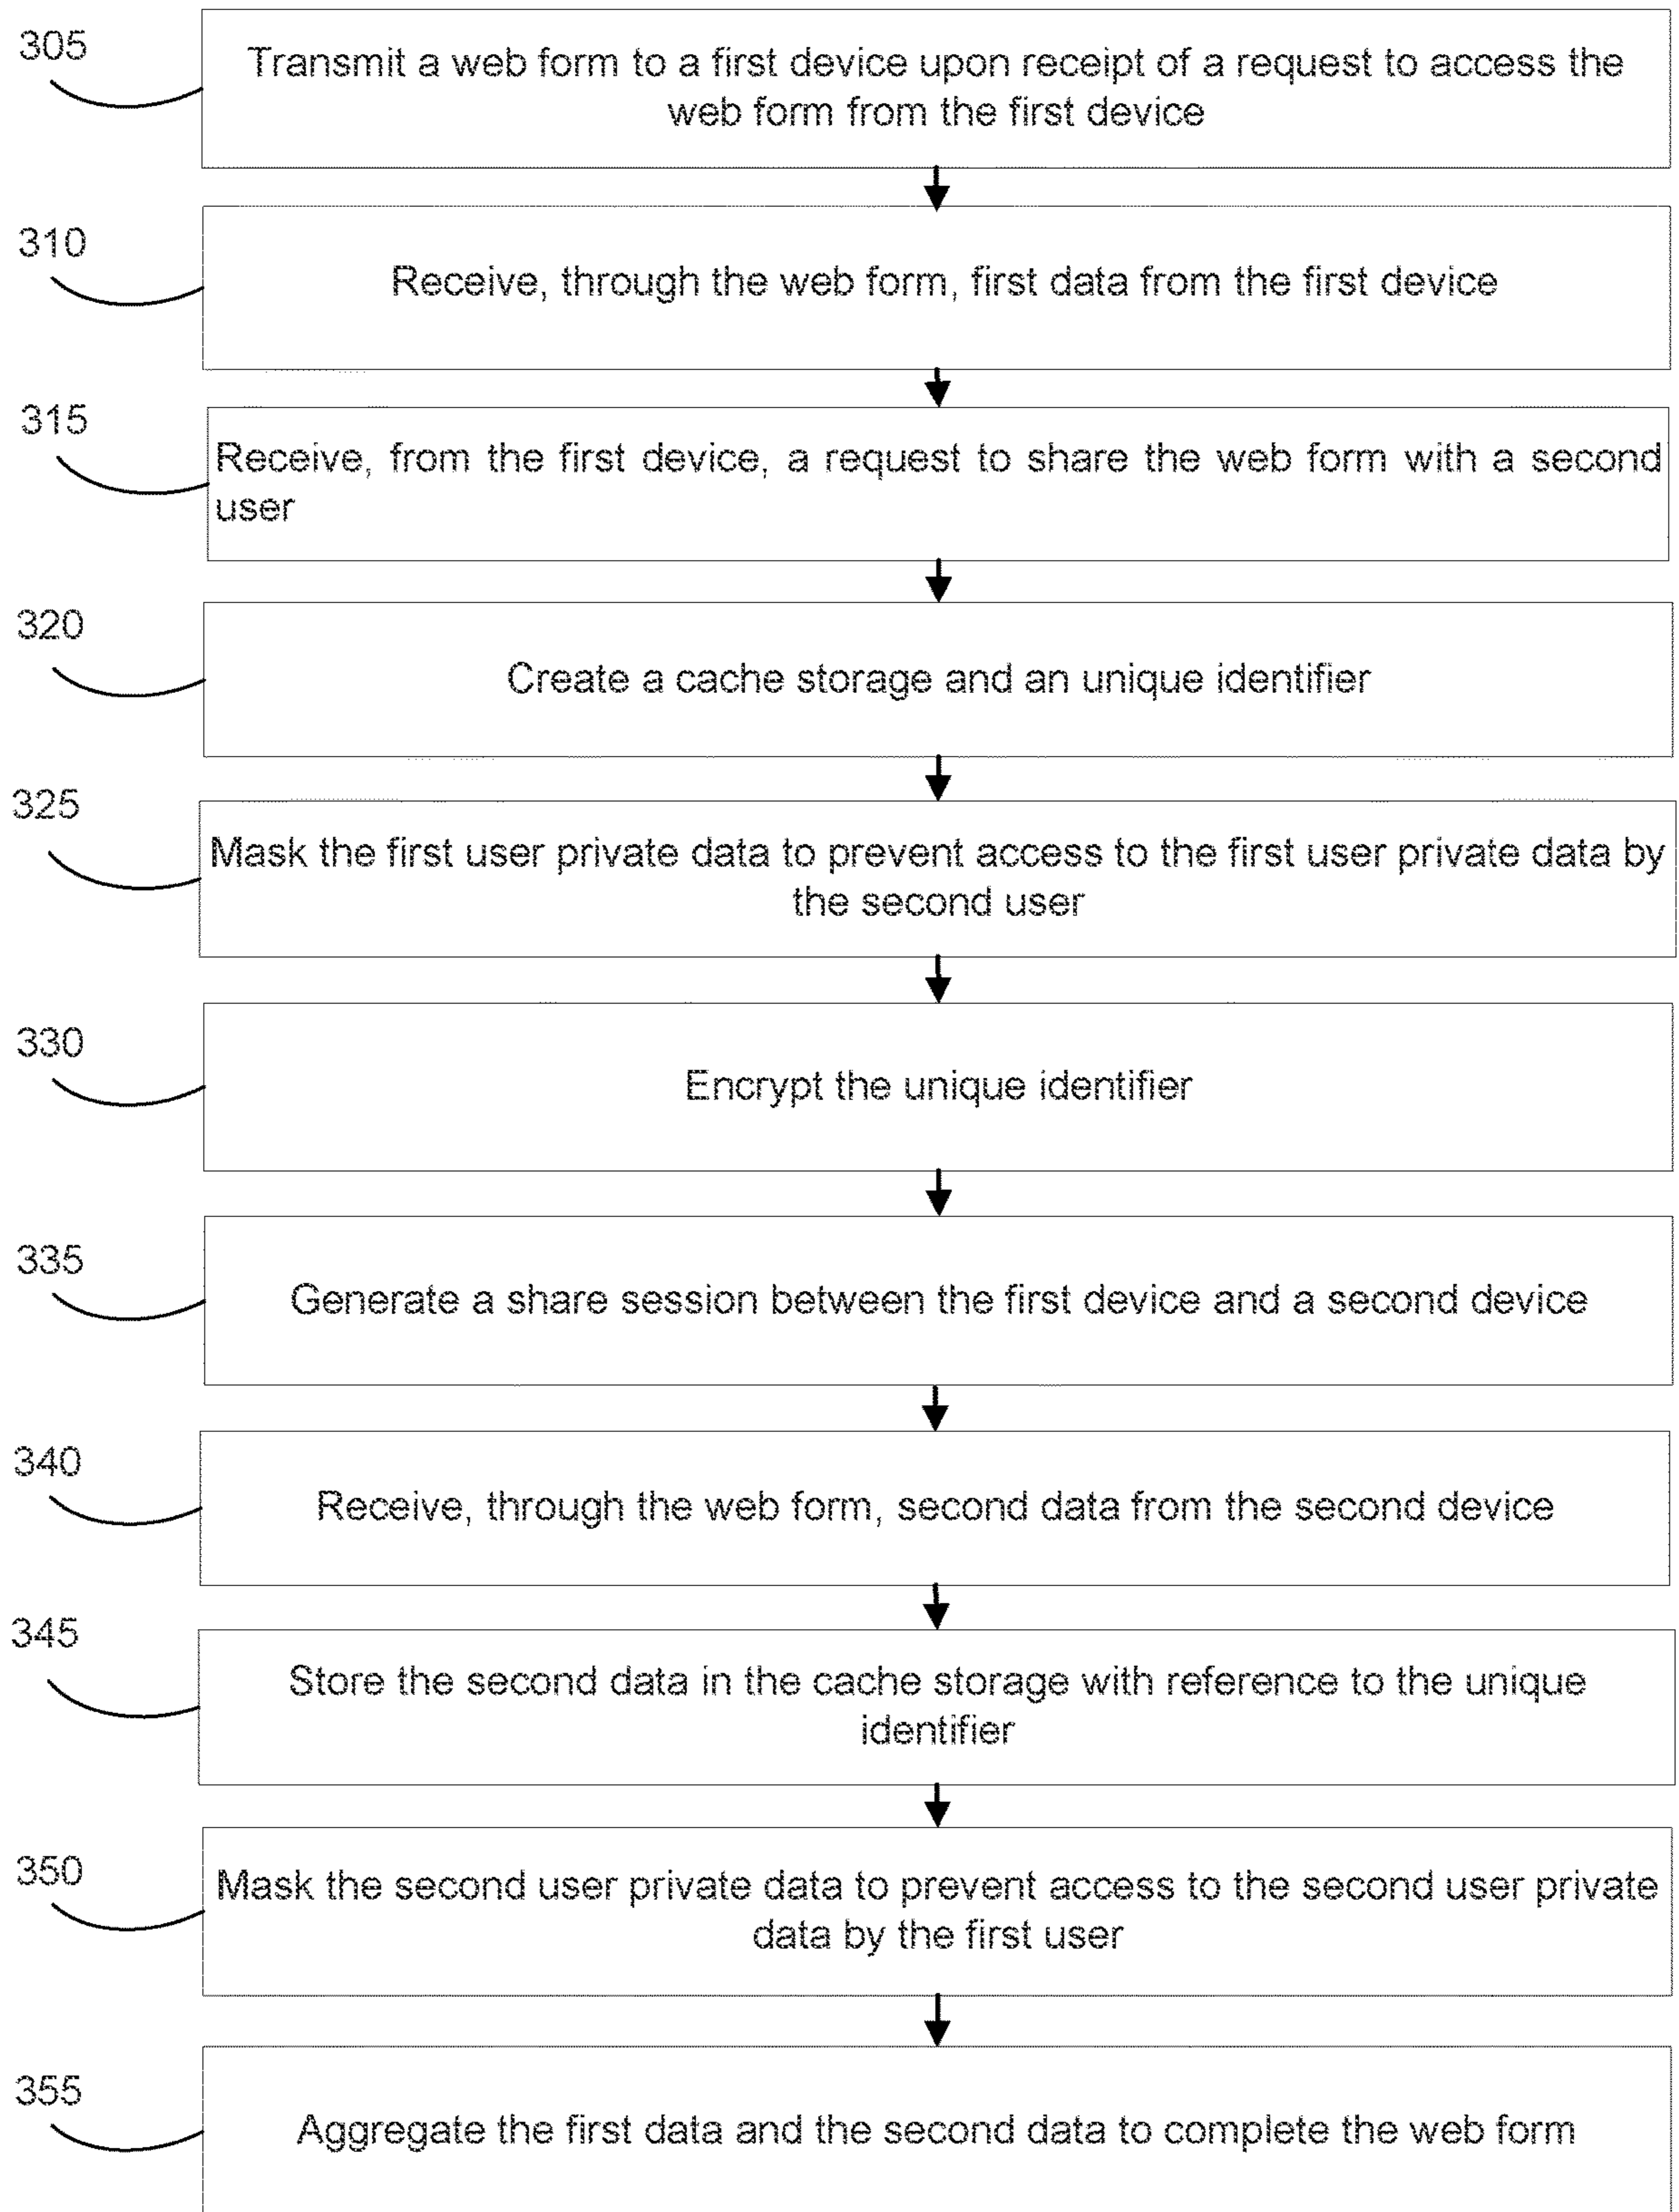 305
Transmit a web form to a first device upon receipt of a request to access the
web form from the first device
310
Receive, through the web form, first data from the first device
315
Receive, from the first device, a request to share the web form with a second
user
320
Create a cache storage and an unique identifier
325
Mask the first user private data to prevent access to the first user private data by
the second user
330
Encrypt the unique identifier
335
Generate a share session between the first device and a second device
340
Receive, through the web form, second data from the second device
345
Store the second data in the cache storage with reference to the unique
identifier
350
Mask the second user private data to prevent access to the second user private
data by the first user
355
Aggregate the first data and the second data to complete the web form